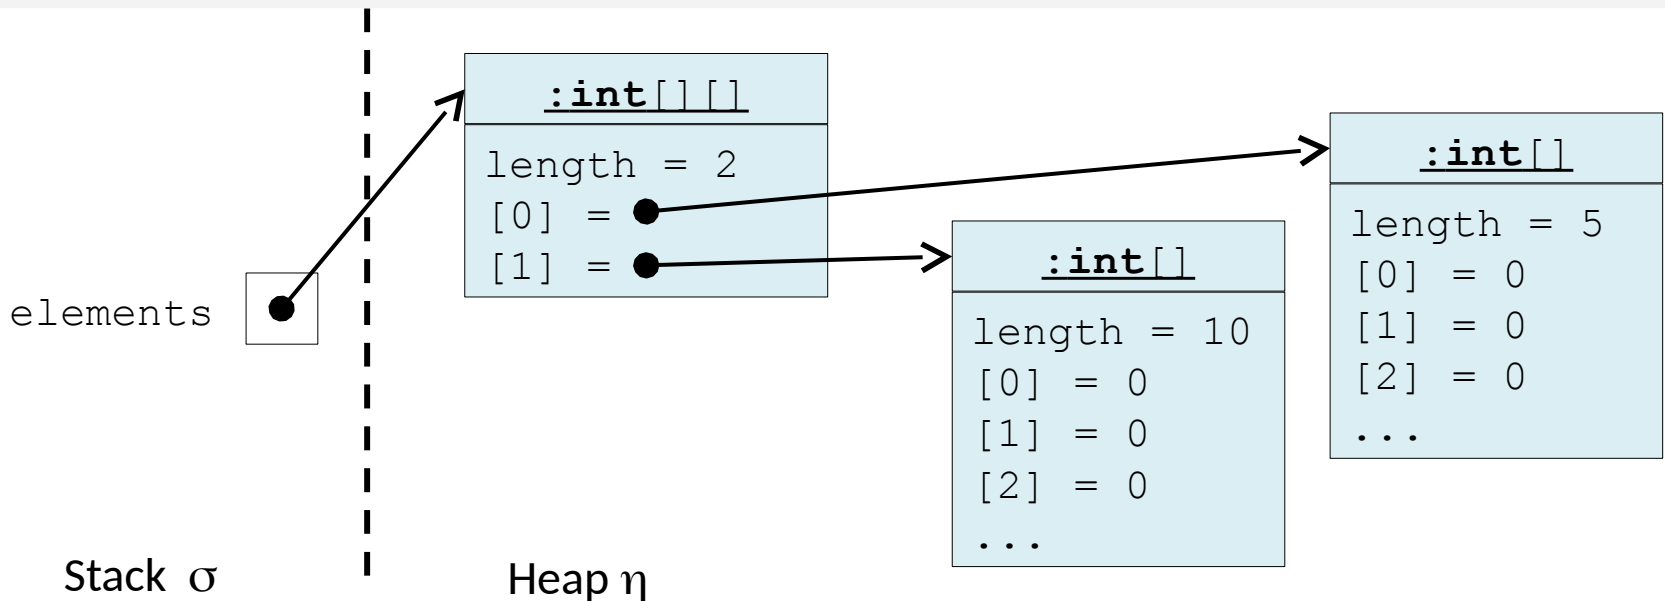 elements
:int[][]
length = 2
[0] =
[1] =
:int[]
length = 10
[0] = 0
[1] = 0
[2] = 0
...
:int[]
length = 5
[0] = 0
[1] = 0
[2] = 0
...
Stack σ
Heap η